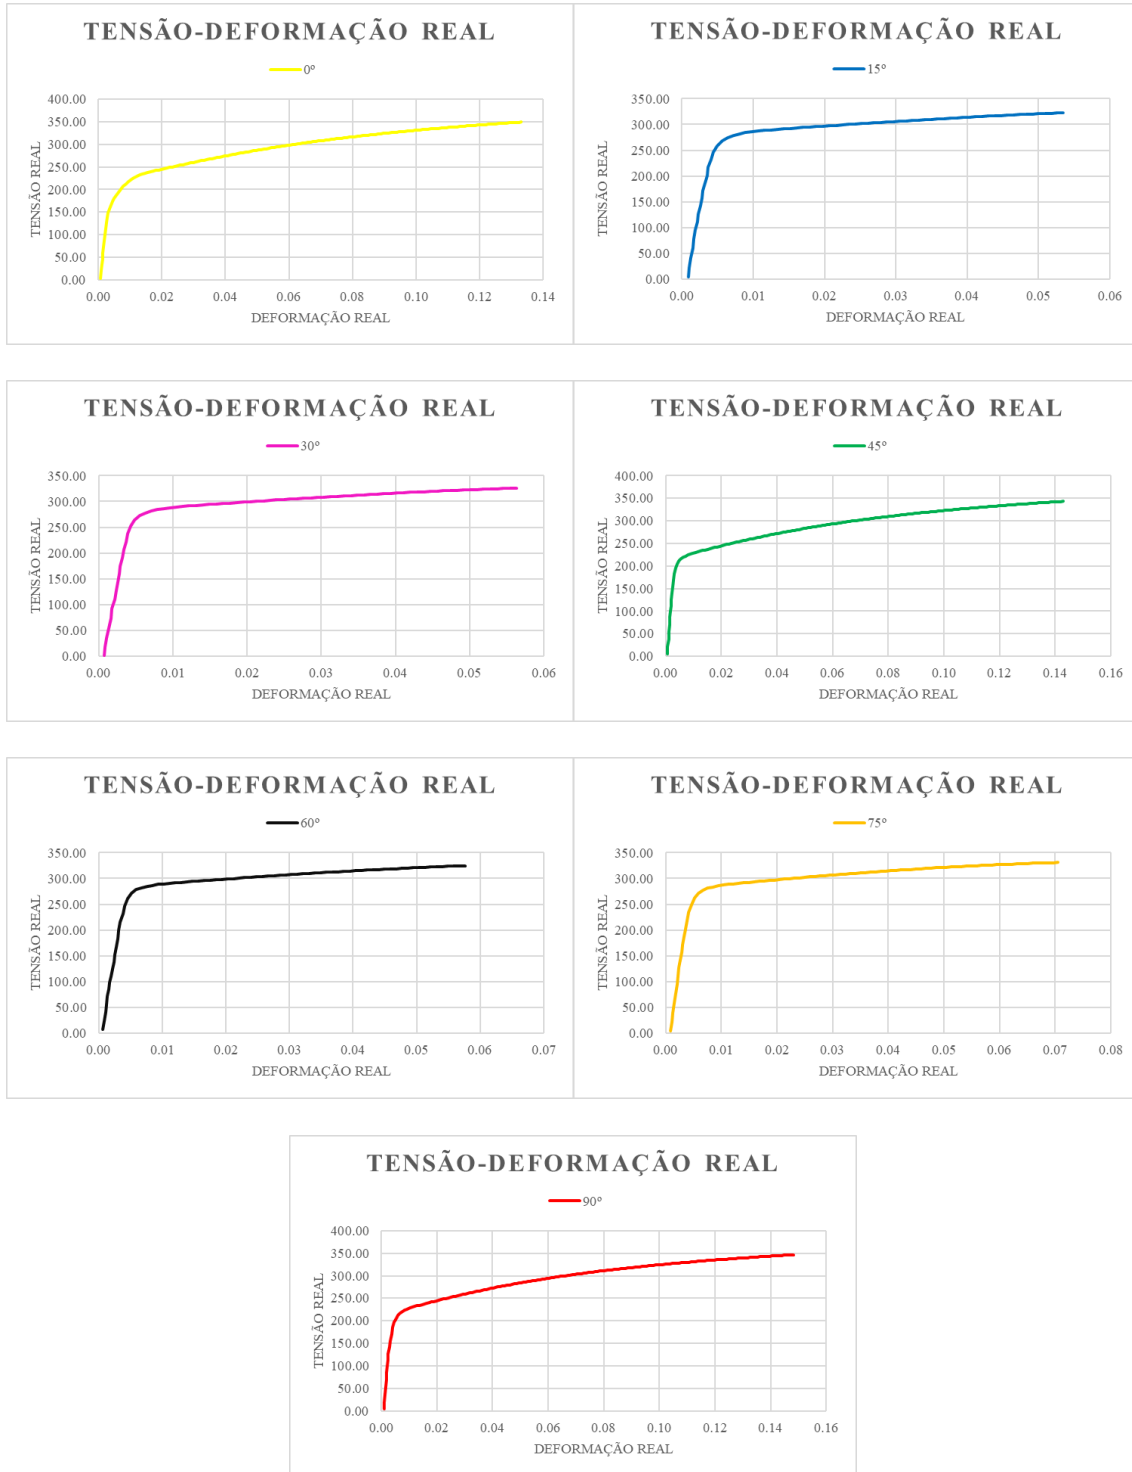 TENSÃO-DEFORMAÇÃO REAL
0º
400.00
350.00
300.00
250.00
200.00
150.00
100.00
50.00
0.00
TENSÃO REAL
0.00 0.02 0.04 0.06 0.08 0.10 0.12 0.14
DEFORMAÇÃO REAL
TENSÃO-DEFORMAÇÃO REAL
15º
350.00
300.00
250.00
200.00
150.00
100.00
50.00
0.00
TENSÃO REAL
0.00 0.01 0.02 0.03 0.04 0.05 0.06
DEFORMAÇÃO REAL
TENSÃO-DEFORMAÇÃO REAL
30º
350.00
300.00
250.00
200.00
150.00
100.00
50.00
0.00
TENSÃO REAL
0.00 0.01 0.02 0.03 0.04 0.05 0.06
DEFORMAÇÃO REAL
TENSÃO-DEFORMAÇÃO REAL
45º
400.00
350.00
300.00
250.00
200.00
150.00
100.00
50.00
0.00
TENSÃO REAL
0.00 0.02 0.04 0.06 0.08 0.10 0.12 0.14 0.16
DEFORMAÇÃO REAL
TENSÃO-DEFORMAÇÃO REAL
60º
350.00
300.00
250.00
200.00
150.00
100.00
50.00
0.00
TENSÃO REAL
0.00 0.01 0.02 0.03 0.04 0.05 0.06 0.07
DEFORMAÇÃO REAL
TENSÃO-DEFORMAÇÃO REAL
75º
350.00
300.00
250.00
200.00
150.00
100.00
50.00
0.00
TENSÃO REAL
0.00 0.01 0.02 0.03 0.04 0.05 0.06 0.07 0.08
DEFORMAÇÃO REAL
TENSÃO-DEFORMAÇÃO REAL
90º
400.00
350.00
300.00
250.00
200.00
150.00
100.00
50.00
0.00
TENSÃO REAL
0.00 0.02 0.04 0.06 0.08 0.10 0.12 0.14 0.16
DEFORMAÇÃO REAL